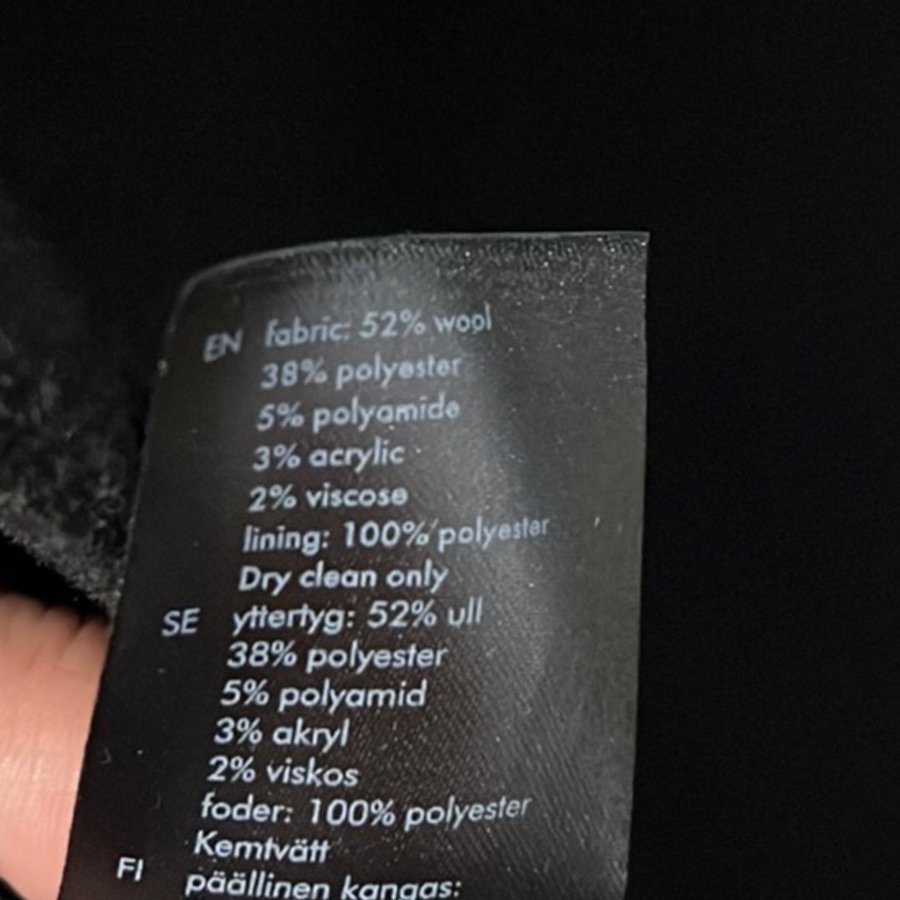 EN fabric: 52% wool
38% polyester
5% polyamide
3% acrylic
2% viscose
lining: 100% polyester
Dry clean only
SE yttertyg: 52% ull
38% polyester
5% polyamid
3% akryl
2% viskos
foder: 100% polyester
Kemtvätt
FI päällinen kangas: